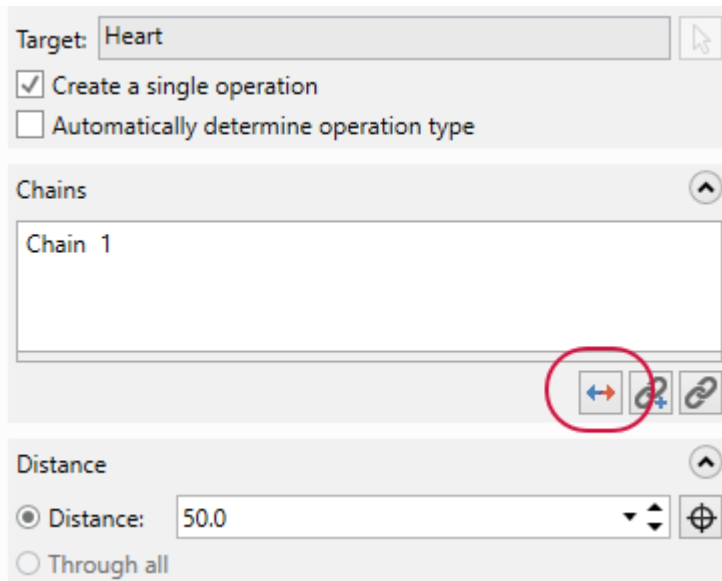 Target: Heart
Create a single operation
Automatically determine operation type
Chains
Chain 1
Distance
Distance: 50.0
Through all